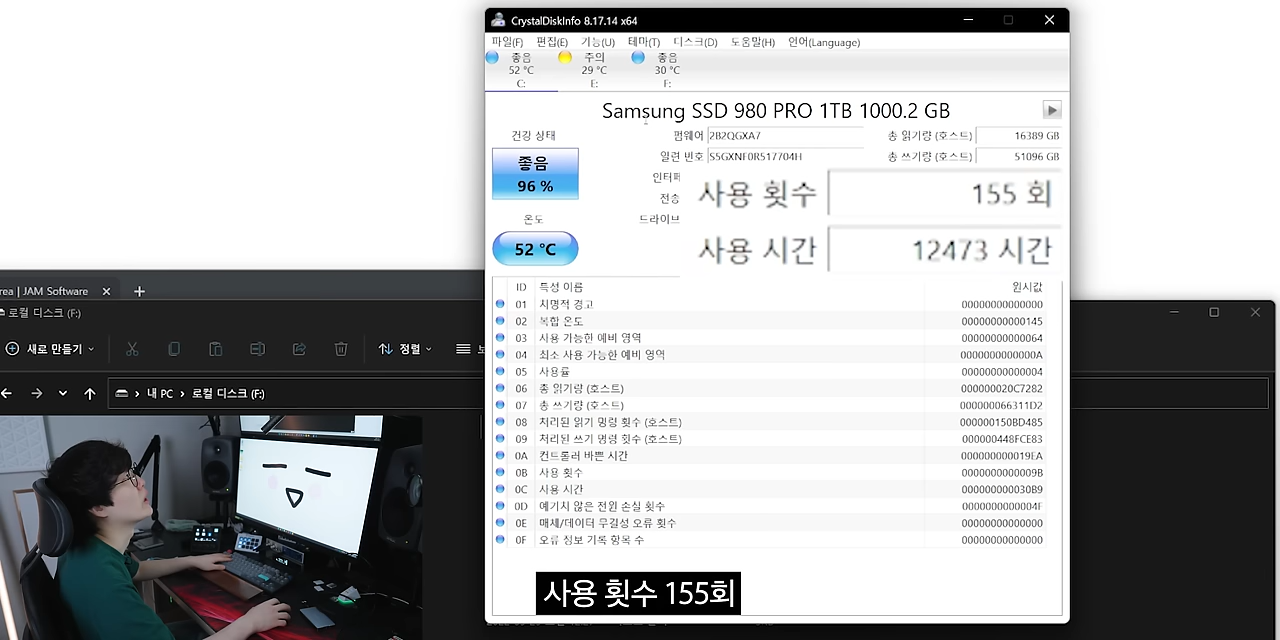 CrystalDiskInfo 8.17.14 x64
파일(F) 편집(E) 기능(U) 테마(T) 디스크(D) 도움말(H) 언어(Language)
좋음 주의 좋음
52 °C 29 °C 30 °C
C: E: F:
Samsung SSD 980 PRO 1TB 1000.2 GB
건강 상태
좋음
96 %
온도
52 °C
펌웨어 2B2QGXA7 총 읽기량 (호스트) 16389 GB
일련 번호 S5GXNF0R517704H 총 쓰기량 (호스트) 51096 GB
인터페
전송
드라이브
사용 횟수 155 회
사용 시간 12473 시간
ID 특성 이름 원시값
01 치명적 경고 00000000000000
02 복합 온도 00000000000145
03 사용 가능한 예비 영역 00000000000064
04 최소 사용 가능한 예비 영역 0000000000000A
05 사용률 00000000000004
06 총 읽기량 (호스트) 000000020C7282
07 총 쓰기량 (호스트) 000000066311D2
08 처리된 읽기 명령 횟수 (호스트) 000000150BD485
09 처리된 쓰기 명령 횟수 (호스트) 000000448FCE83
0A 컨트롤러 바쁜 시간 000000000019EA
0B 사용 횟수 0000000000009B
0C 사용 시간 000000000030B9
0D 예기치 않은 전원 손실 횟수 0000000000004F
0E 매체/데이터 무결성 오류 횟수 00000000000000
0F 오류 정보 기록 항목 수 00000000000000
rea | JAM Software
로컬 디스크 (F:)
새로 만들기 정렬 보
내 PC 로컬 디스크 (F:)
사용 횟수 155회